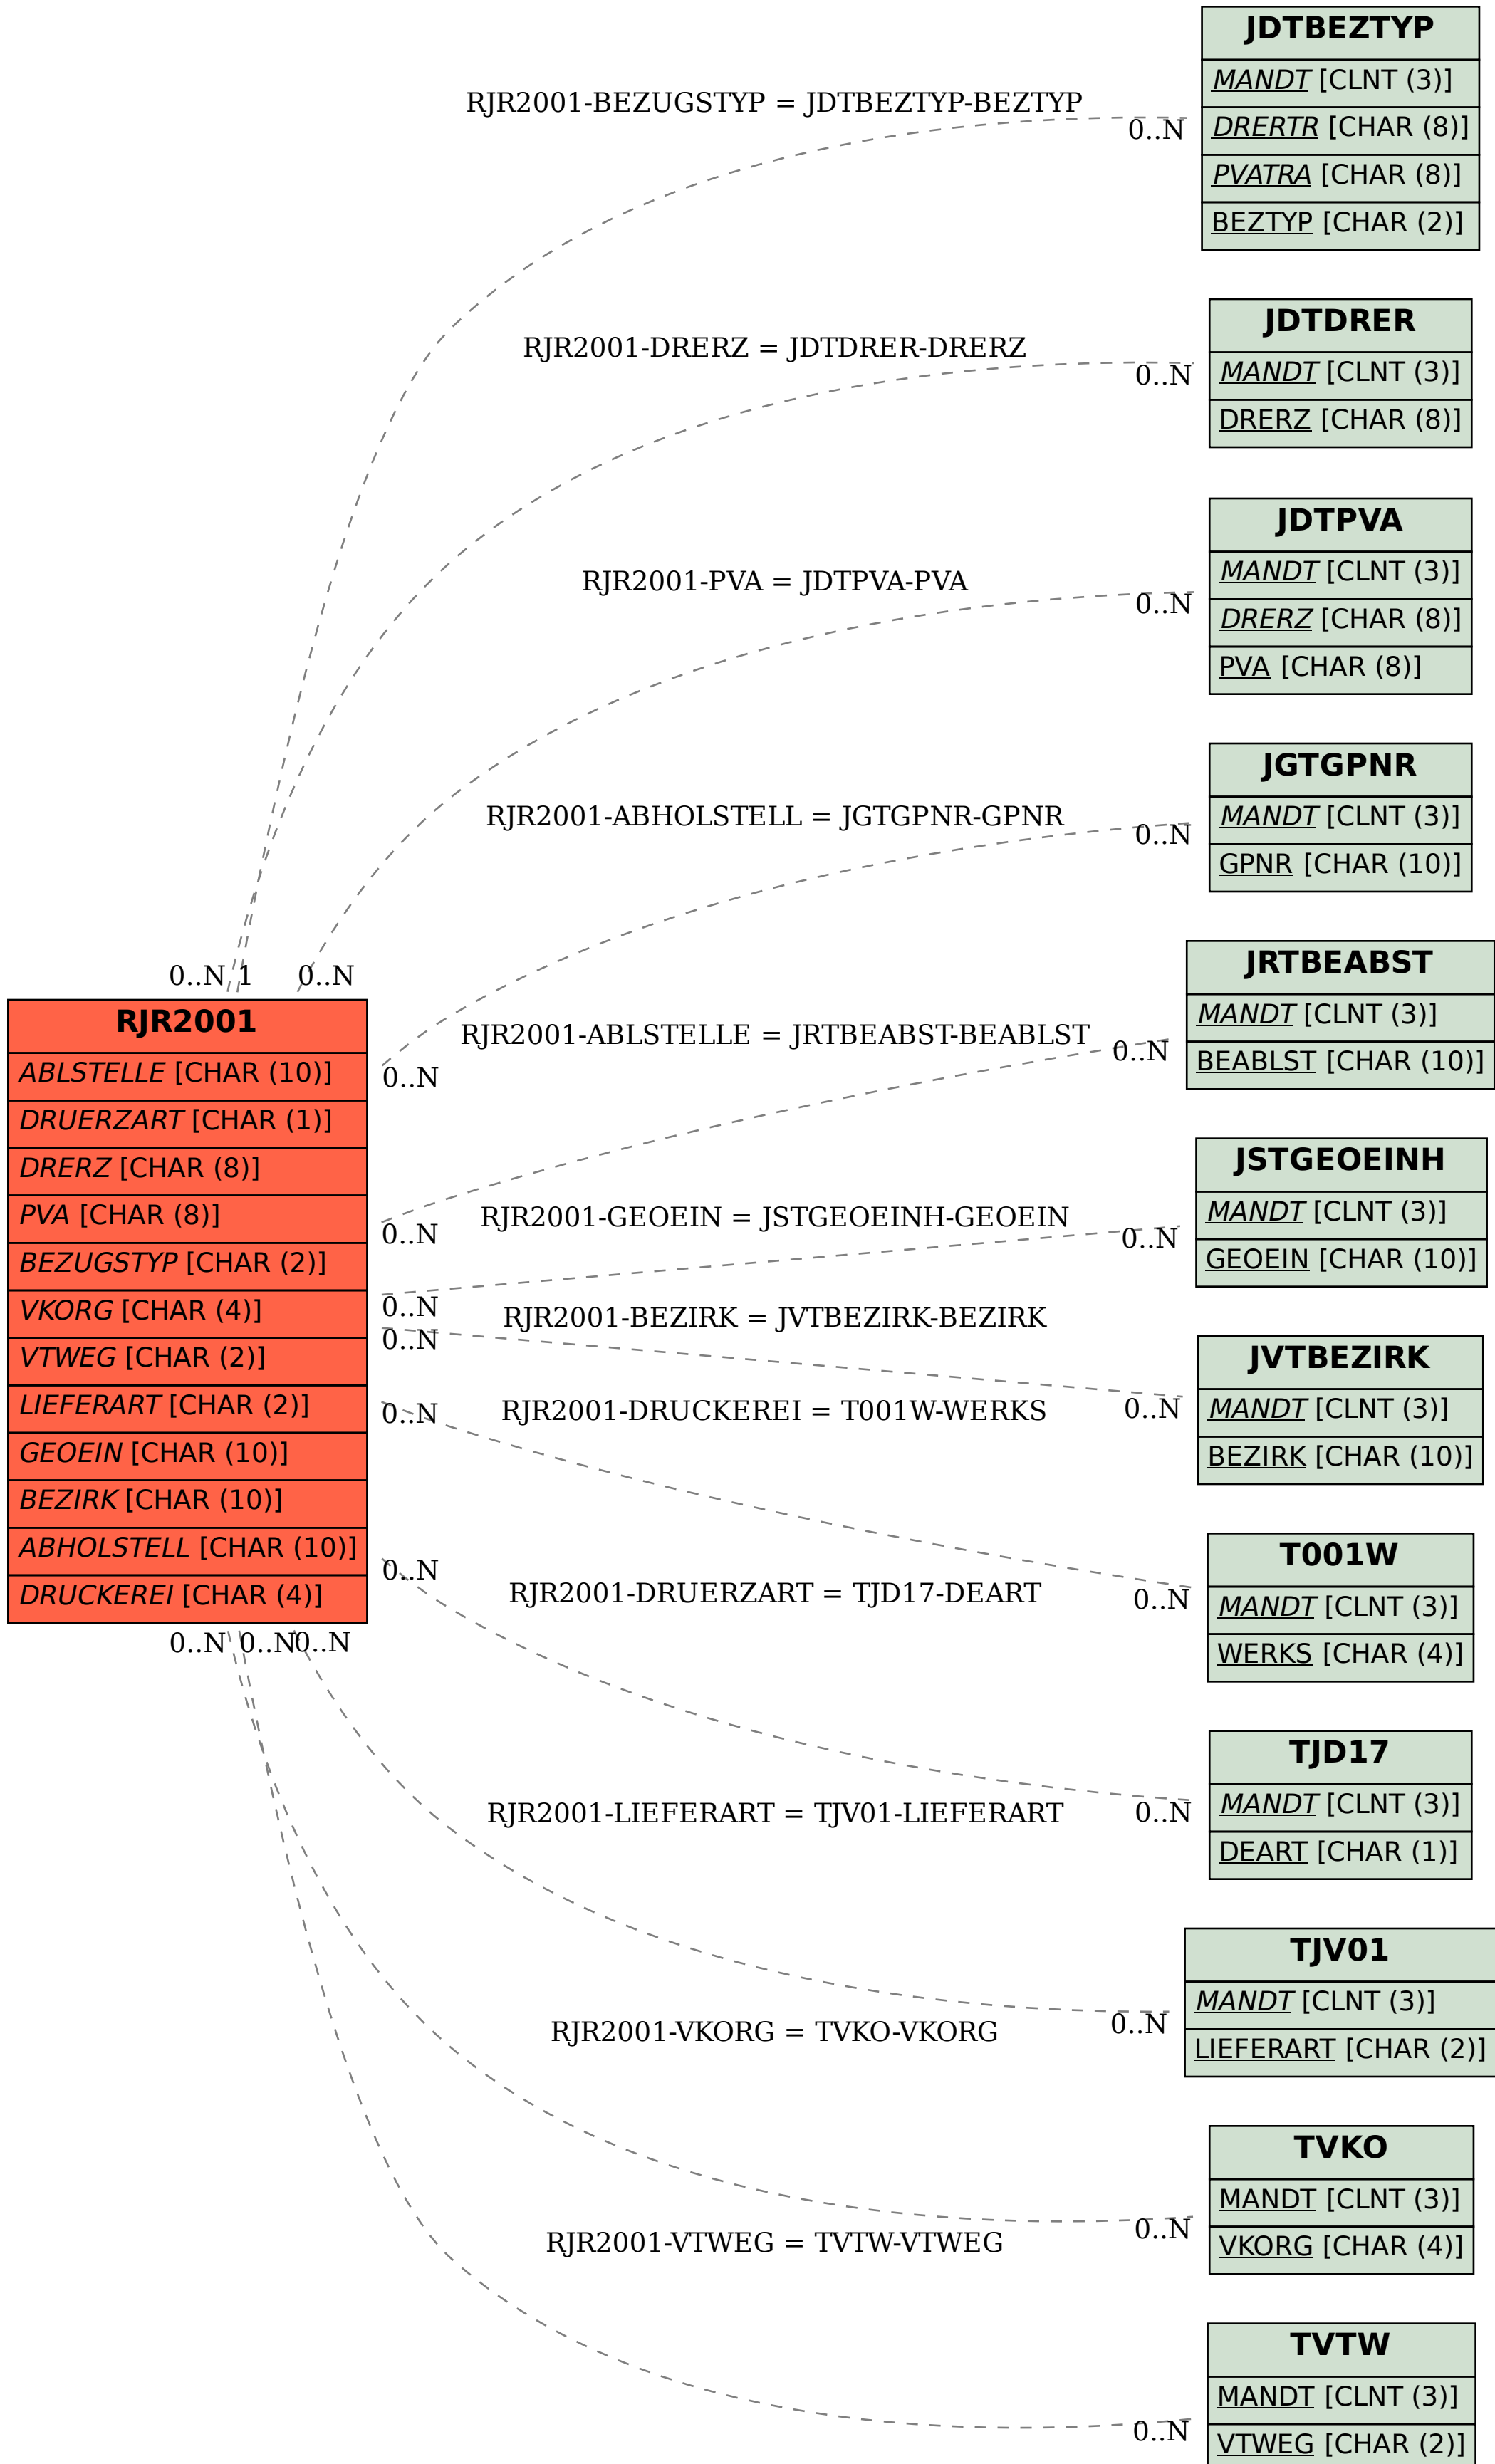 JDTBEZTYP
MANDT [CLNT (3)]
DRERTR [CHAR (8)]
PVATRA [CHAR (8)]
BEZTYP [CHAR (2)]
RJR2001-BEZUGSTYP = JDTBEZTYP-BEZTYP
0..N
JDTDRER
MANDT [CLNT (3)]
DRERZ [CHAR (8)]
RJR2001-DRERZ = JDTDRER-DRERZ
0..N
JDTPVA
MANDT [CLNT (3)]
DRERZ [CHAR (8)]
PVA [CHAR (8)]
RJR2001-PVA = JDTPVA-PVA
0..N
JGTGPNR
MANDT [CLNT (3)]
GPNR [CHAR (10)]
RJR2001-ABHOLSTELL = JGTGPNR-GPNR
0..N
0..N 1 0..N
RJR2001
ABLSTELLE [CHAR (10)]
DRUERZART [CHAR (1)]
DRERZ [CHAR (8)]
PVA [CHAR (8)]
BEZUGSTYP [CHAR (2)]
VKORG [CHAR (4)]
VTWEG [CHAR (2)]
LIEFERART [CHAR (2)]
GEOEIN [CHAR (10)]
BEZIRK [CHAR (10)]
ABHOLSTELL [CHAR (10)]
DRUCKEREI [CHAR (4)]
0..N 0..N 0..N
0..N
0..N
0..N
0..N
0..N
0..N
JRTBEABST
MANDT [CLNT (3)]
BEABLST [CHAR (10)]
RJR2001-ABLSTELLE = JRTBEABST-BEABLST
0..N
JSTGEOEINH
MANDT [CLNT (3)]
GEOEIN [CHAR (10)]
RJR2001-GEOEIN = JSTGEOEINH-GEOEIN
0..N
JVTBEZIRK
MANDT [CLNT (3)]
BEZIRK [CHAR (10)]
RJR2001-BEZIRK = JVTBEZIRK-BEZIRK
0..N
T001W
MANDT [CLNT (3)]
WERKS [CHAR (4)]
RJR2001-DRUCKEREI = T001W-WERKS
0..N
TJD17
MANDT [CLNT (3)]
DEART [CHAR (1)]
RJR2001-DRUERZART = TJD17-DEART
0..N
TJV01
MANDT [CLNT (3)]
LIEFERART [CHAR (2)]
RJR2001-LIEFERART = TJV01-LIEFERART
0..N
TVKO
MANDT [CLNT (3)]
VKORG [CHAR (4)]
RJR2001-VKORG = TVKO-VKORG
0..N
TVTW
MANDT [CLNT (3)]
VTWEG [CHAR (2)]
RJR2001-VTWEG = TVTW-VTWEG
0..N